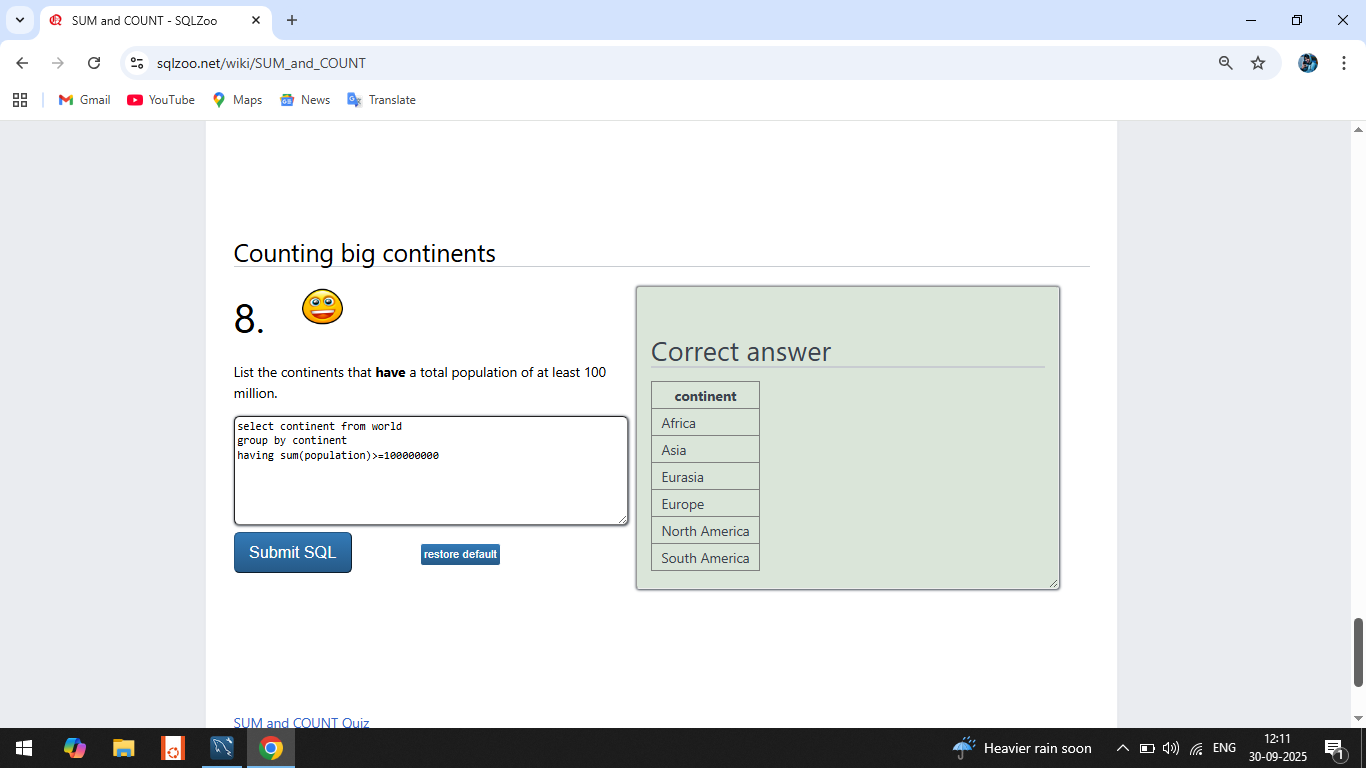 SUM and COUNT - SQLZoo
sqlzoo.net/wiki/SUM_and_COUNT
Gmail YouTube Maps News Translate
Counting big continents
8.
List the continents that have a total population of at least 100
million.
select continent from world
group by continent
having sum(population)>=100000000
Submit SQL restore default
Correct answer
continent
Africa
Asia
Eurasia
Europe
North America
South America
SUM and COUNT Quiz
Heavier rain soon ENG 12:11
30-09-2025 1